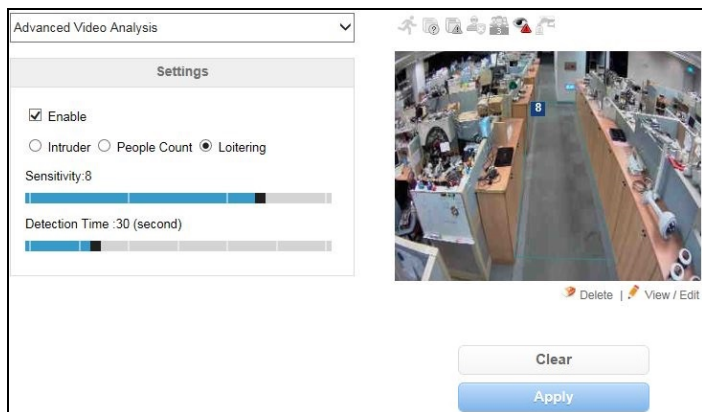 Advanced Video Analysis
Settings
Enable
Intruder People Count Loitering
Sensitivity:8
Detection Time :30 (second)
8
Delete | View / Edit
Clear
Apply